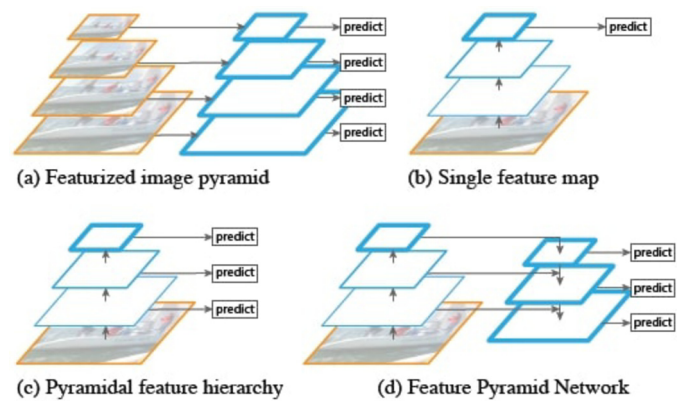 predict
predict
predict
predict
predict
(a) Featurized image pyramid
(b) Single feature map
predict
predict
predict
predict
predict
predict
(c) Pyramidal feature hierarchy
(d) Feature Pyramid Network